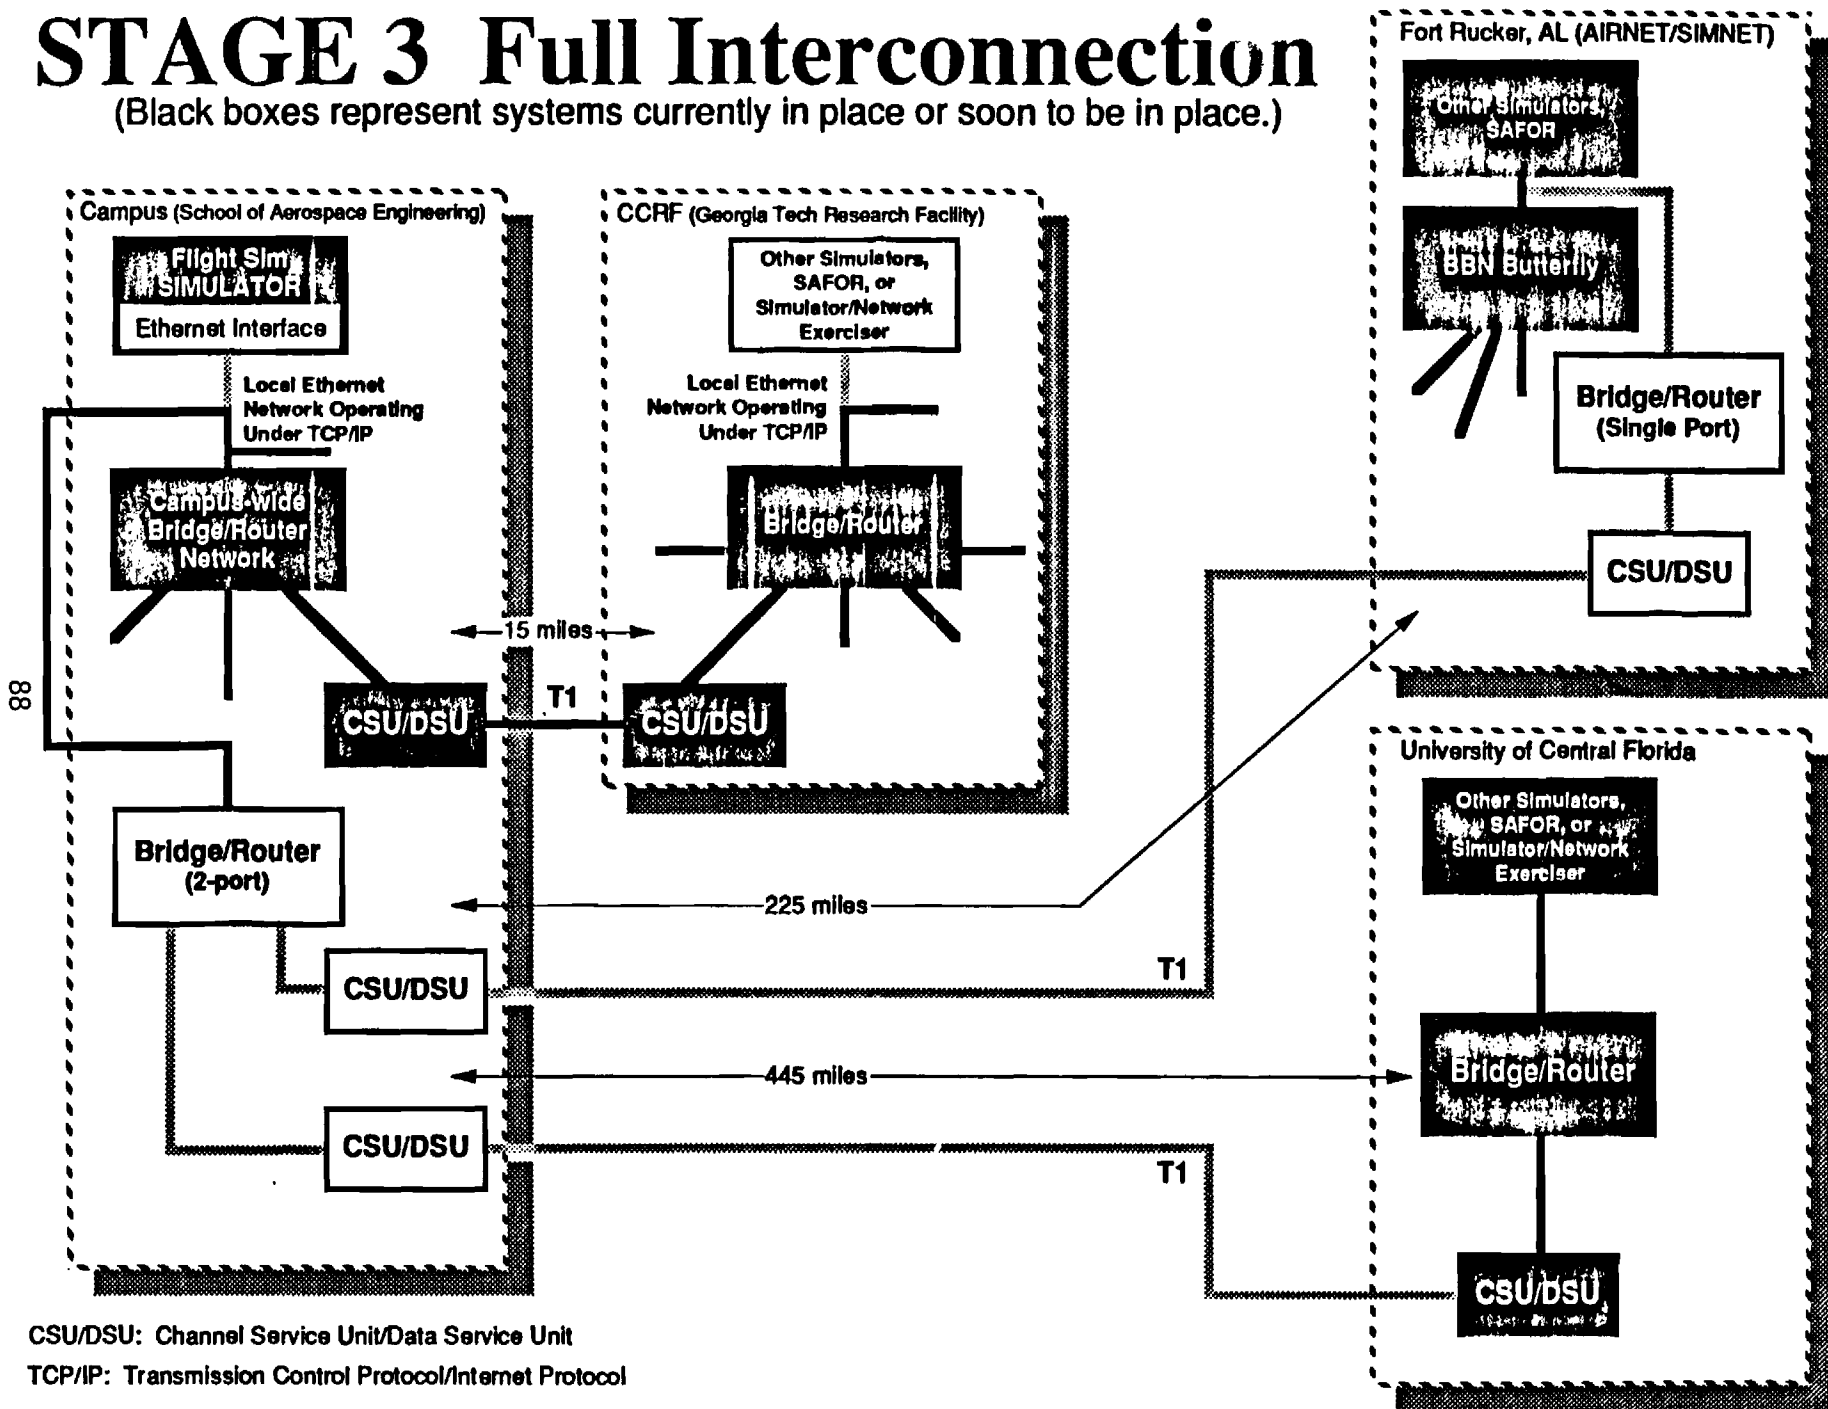 STAGE 3 Full Interconnection
(Black boxes represent systems currently in place or soon to be in place.)
Campus (School of Aerospace Engineering)
Flight Sim
SIMULATOR
Ethernet Interface
Local Ethernet
Network Operating
Under TCP/IP
Campus-wide
Bridge/Router
Network
CSU/DSU
Bridge/Router
(2-port)
CSU/DSU
CSU/DSU
88
15 miles
T1
CCRF (Georgia Tech Research Facility)
Other Simulators,
SAFOR, or
Simulator/Network
Exerciser
Local Ethernet
Network Operating
Under TCP/IP
Bridge/Router
CSU/DSU
225 miles
T1
445 miles
T1
Fort Rucker, AL (AIRNET/SIMNET)
Other Simulators,
SAFOR
BBN Butterfly
Bridge/Router
(Single Port)
CSU/DSU
University of Central Florida
Other Simulators,
SAFOR, or
Simulator/Network
Exerciser
Bridge/Router
CSU/DSU
CSU/DSU: Channel Service Unit/Data Service Unit
TCP/IP: Transmission Control Protocol/Internet Protocol